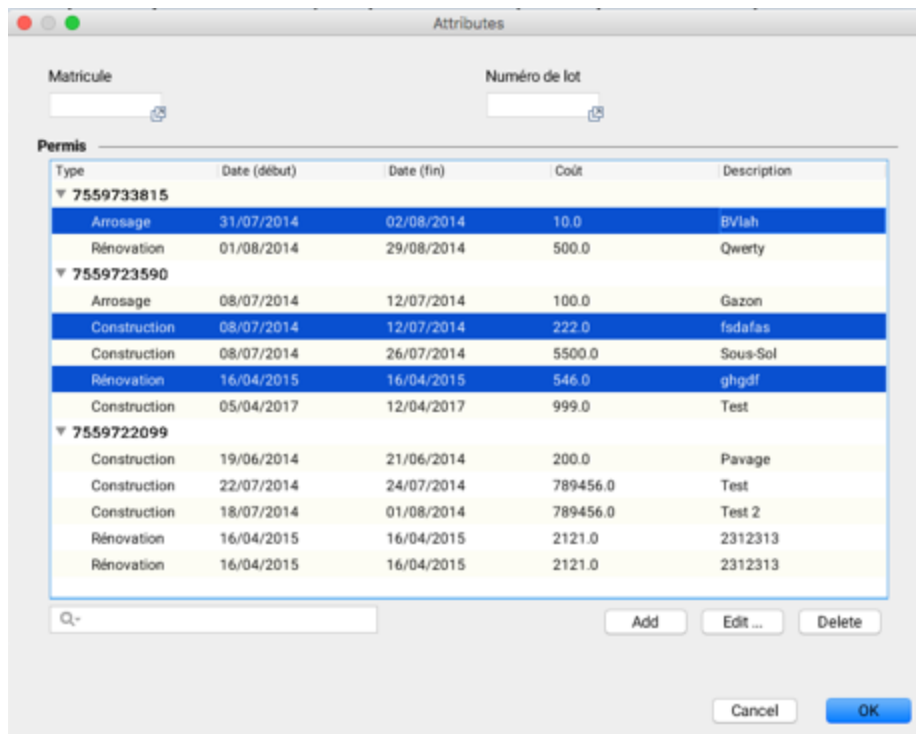 Attributes
Matricule Numéro de lot
Permis
Type Date (début) Date (fin) Coût Description
7559733815
Arrosage 31/07/2014 02/08/2014 10.0 BVlah
Rénovation 01/08/2014 29/08/2014 500.0 Qwerty
7559723590
Arrosage 08/07/2014 12/07/2014 100.0 Gazon
Construction 08/07/2014 12/07/2014 222.0 fsdafas
Construction 08/07/2014 26/07/2014 5500.0 Sous-Sol
Rénovation 16/04/2015 16/04/2015 546.0 ghgdf
Construction 05/04/2017 12/04/2017 999.0 Test
7559722099
Construction 19/06/2014 21/06/2014 200.0 Pavage
Construction 22/07/2014 24/07/2014 789456.0 Test
Construction 18/07/2014 01/08/2014 789456.0 Test 2
Rénovation 16/04/2015 16/04/2015 2121.0 2312313
Rénovation 16/04/2015 16/04/2015 2121.0 2312313
Add Edit ... Delete
Cancel OK